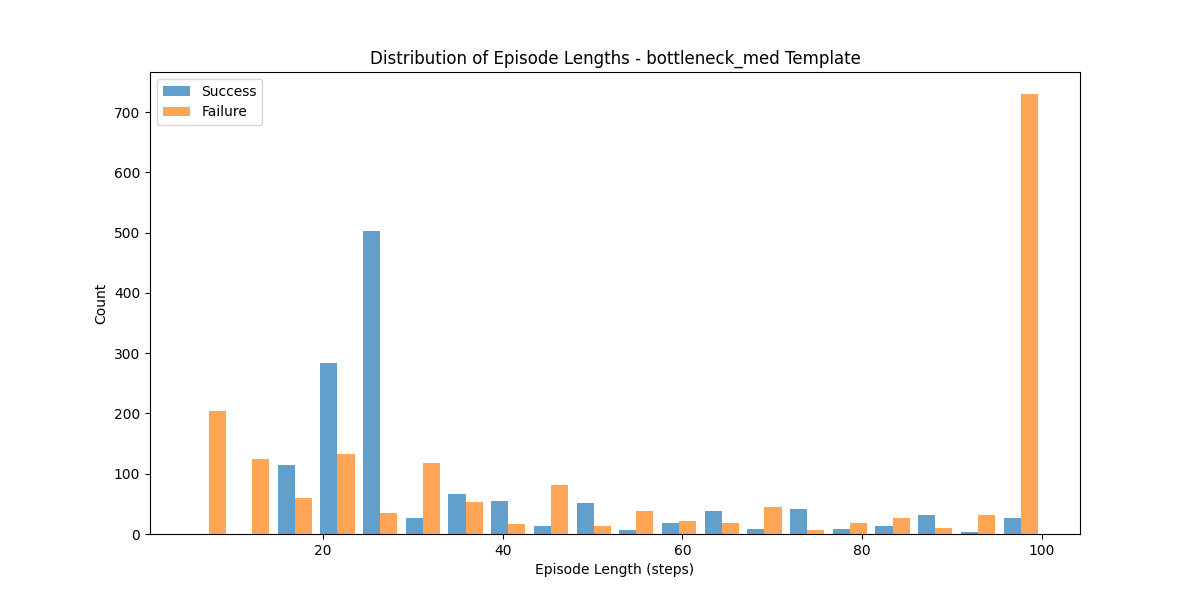 Distribution of Episode Lengths - bottleneck_med Template
Success
Failure
700
600
500
400
300
200
100
0
Count
20
40
60
80
100
Episode Length (steps)